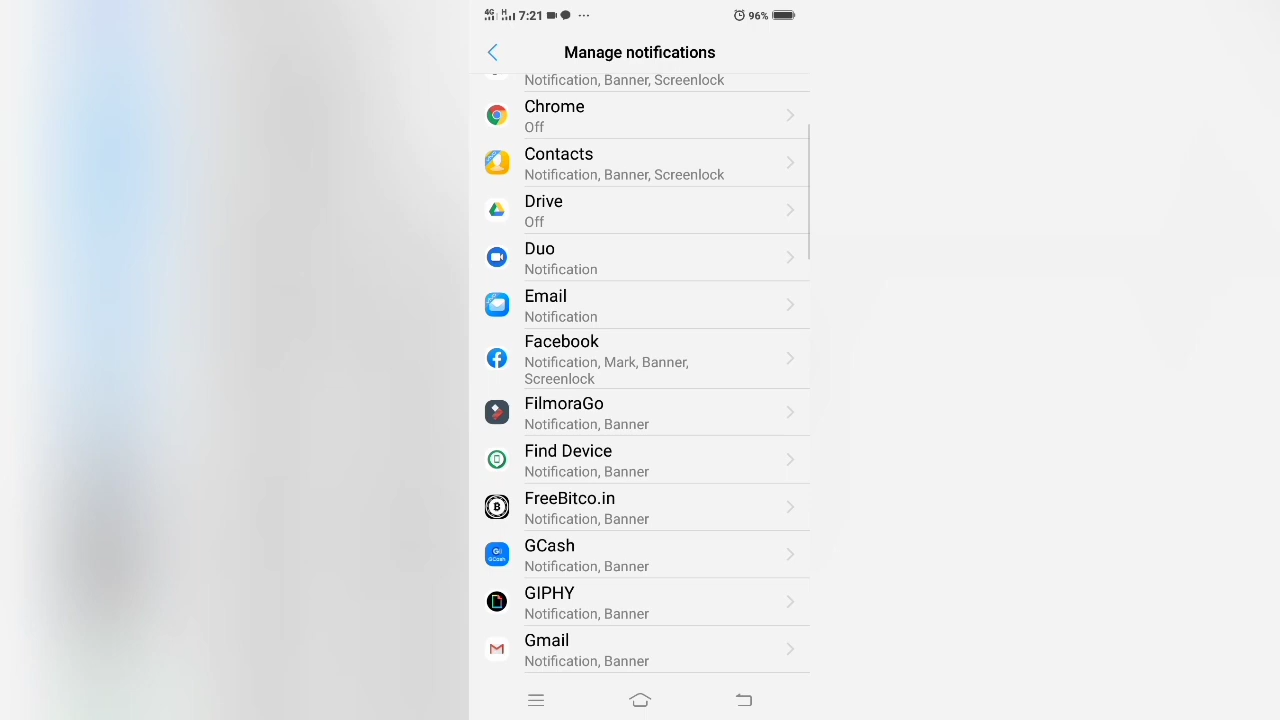 4G H 7:21 ... 96%
Manage notifications
Notification, Banner, Screenlock
Chrome
Off
Contacts
Notification, Banner, Screenlock
Drive
Off
Duo
Notification
Email
Notification
Facebook
Notification, Mark, Banner,
Screenlock
FilmoraGo
Notification, Banner
Find Device
Notification, Banner
FreeBitco.in
Notification, Banner
GCash
Notification, Banner
GIPHY
Notification, Banner
Gmail
Notification, Banner